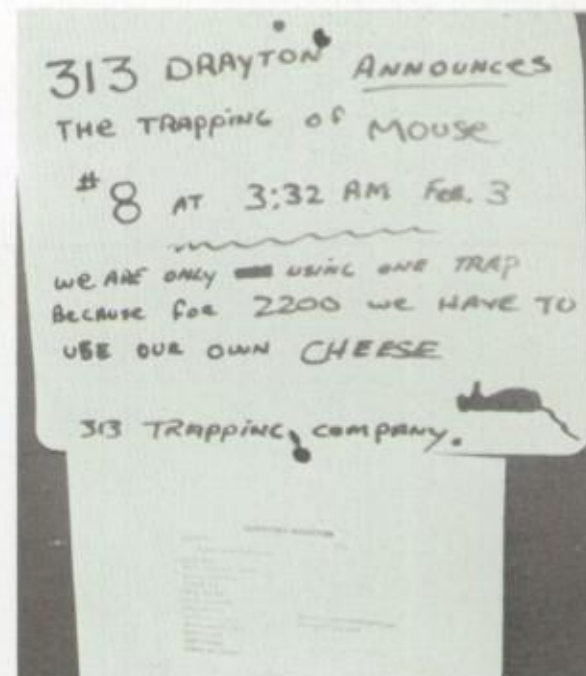 313 DRAYTON ANNOUNCES
THE TRAPPING OF MOUSE
#8 AT 3:32 AM FEB. 3
WE ARE ONLY USING ONE TRAP
BECAUSE FOR 2200 WE HAVE TO
USE OUR OWN CHEESE
313 TRAPPING COMPANY.